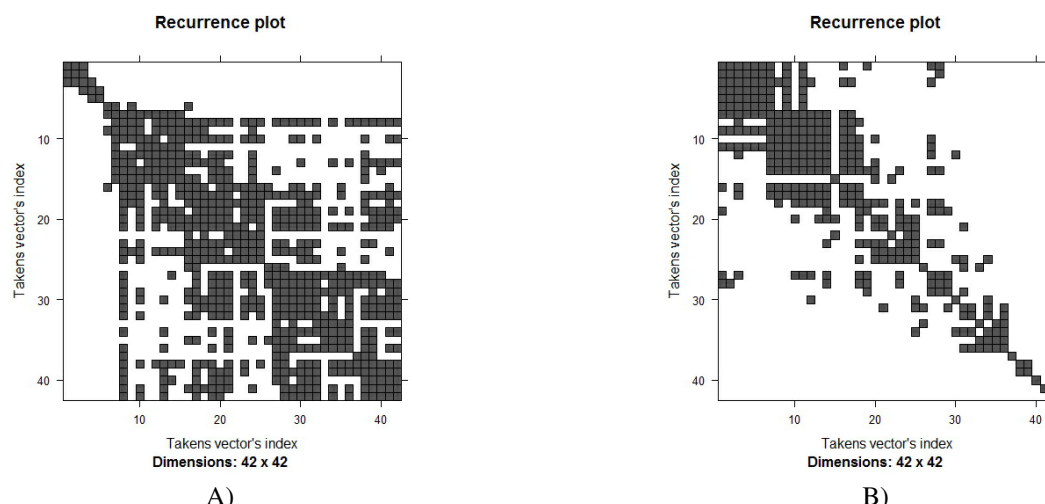 Recurrence plot
Takens vector's index
10
20
30
40
10
20
30
40
Takens vector's index
Dimensions: 42 x 42
A)
Recurrence plot
Takens vector's index
10
20
30
40
10
20
30
40
Takens vector's index
Dimensions: 42 x 42
B)